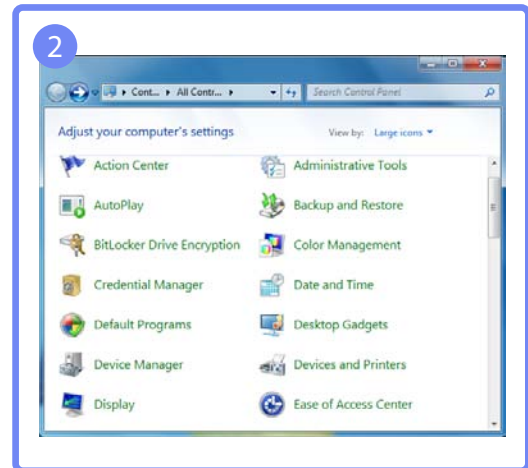 2
Cont... All Contr...
Search Control Panel
Adjust your computer's settings View by: Large icons
Action Center Administrative Tools
AutoPlay Backup and Restore
BitLocker Drive Encryption Color Management
Credential Manager Date and Time
Default Programs Desktop Gadgets
Device Manager Devices and Printers
Display Ease of Access Center